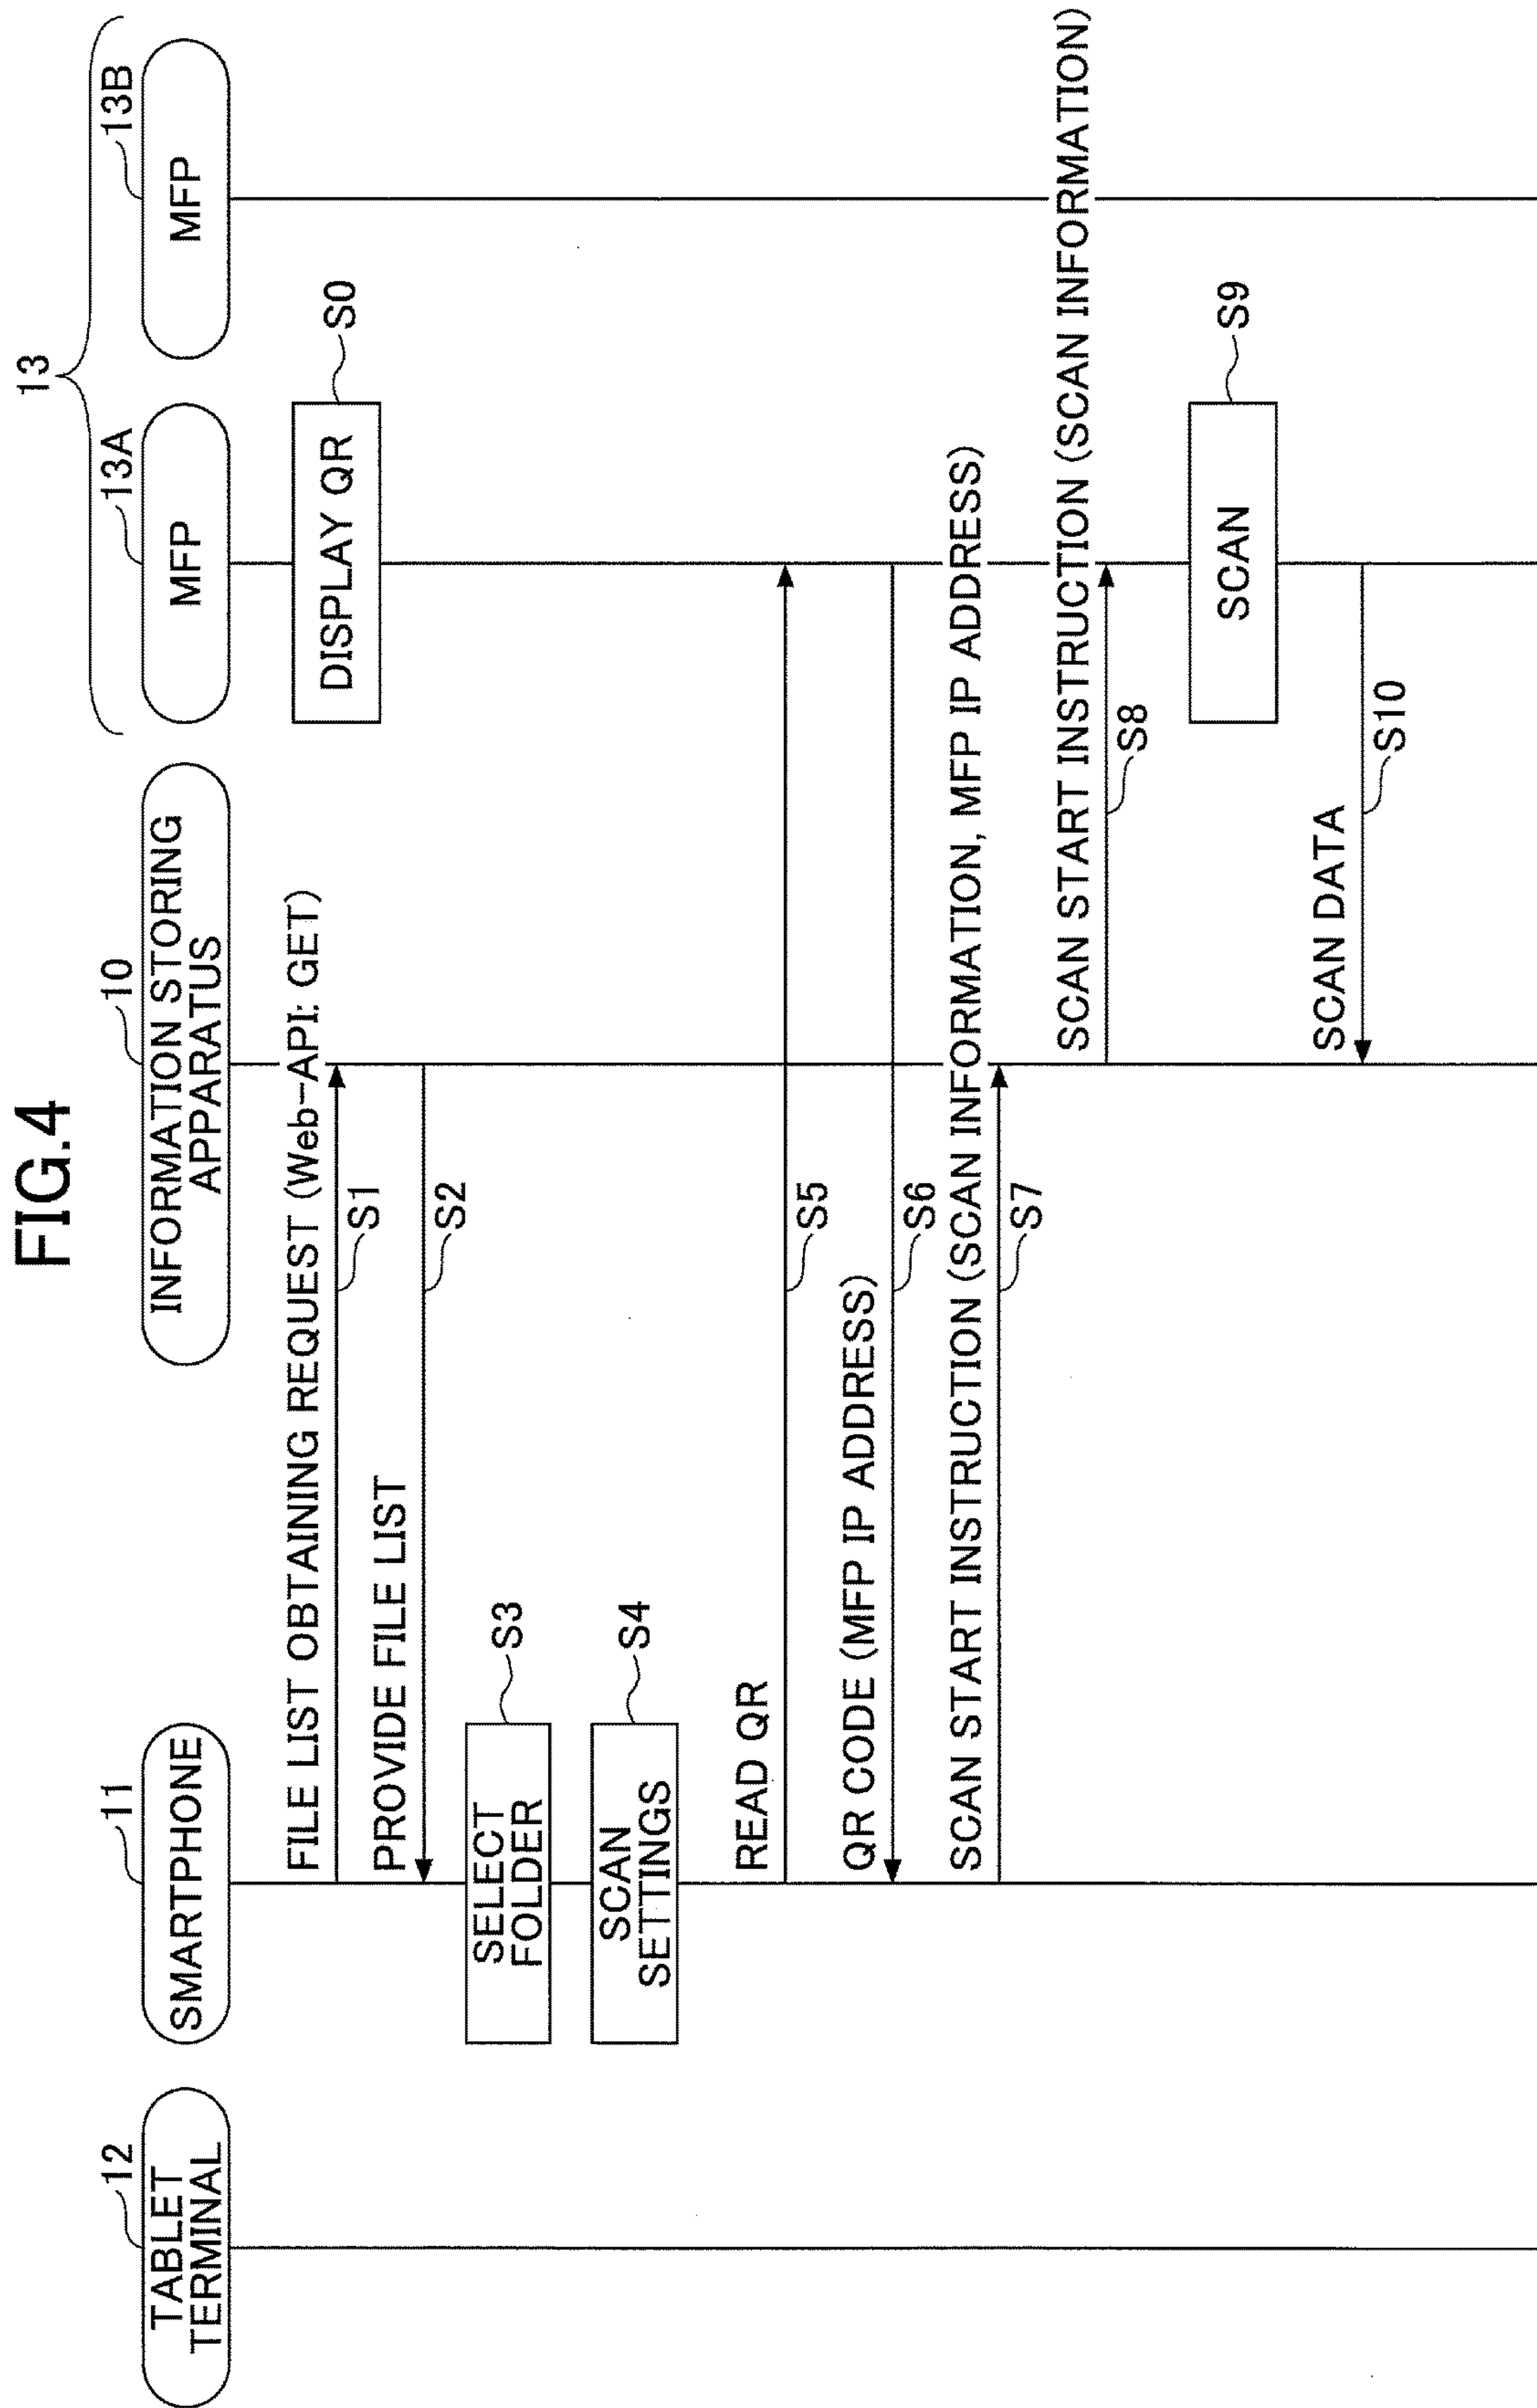 FIG.4
12
TABLET
TERMINAL
11
SMARTPHONE
10
INFORMATION STORING
APPARATUS
13
13A
MFP
13B
MFP
DISPLAY QR
S0
FILE LIST OBTAINING REQUEST (Web-API: GET)
S1
PROVIDE FILE LIST
S2
SELECT
FOLDER
S3
SCAN
SETTINGS
S4
READ QR
S5
QR CODE (MFP IP ADDRESS)
S6
SCAN START INSTRUCTION (SCAN INFORMATION, MFP IP ADDRESS)
S7
SCAN START INSTRUCTION (SCAN INFORMATION)
S8
SCAN
S9
SCAN DATA
S10